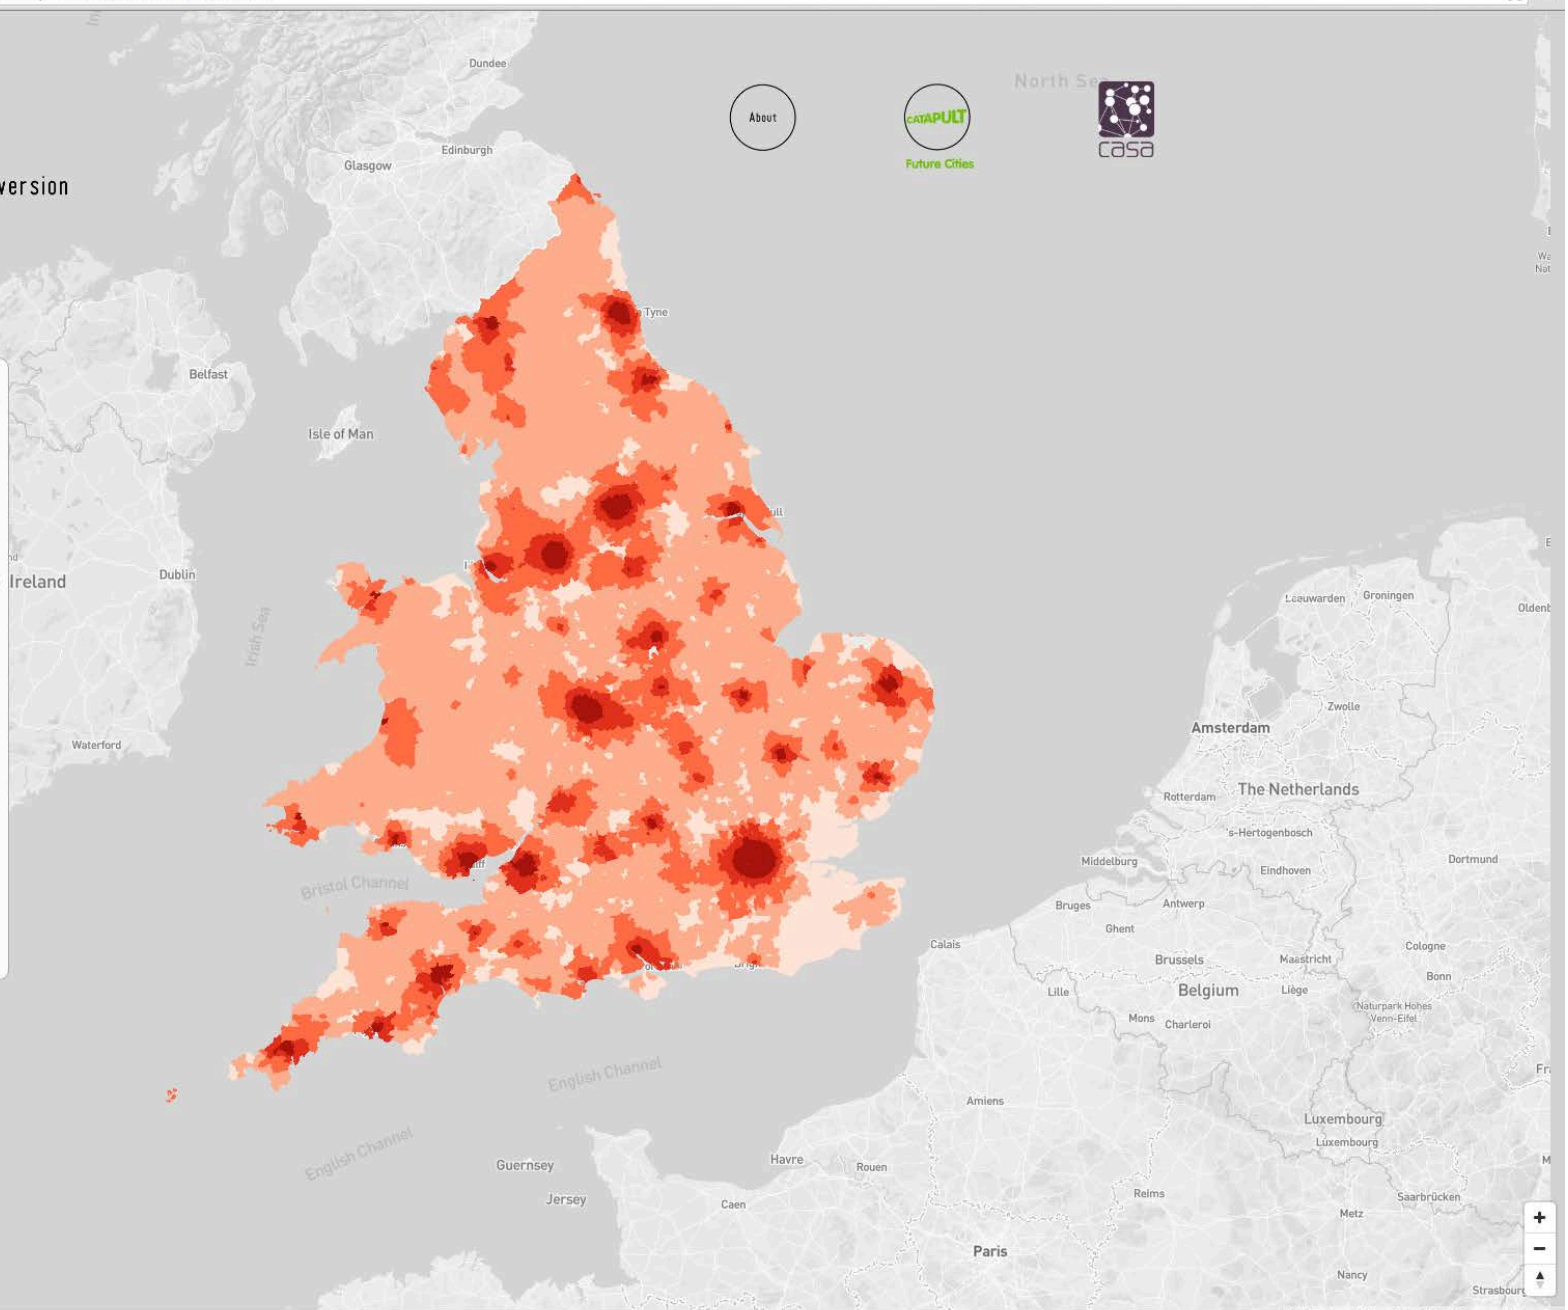 Dundee
North Se
About
CATAPULT
Future Cities
casa
Edinburgh
Glasgow
version
Tyne
Belfast
Isle of Man
ull
Ireland
Dublin
Irish Sea
Waterford
Leeuwarden
Groningen
Oldenb
Zwolle
Amsterdam
The Netherlands
Rotterdam
's-Hertogenbosch
Middelburg
Eindhoven
Dortmund
Bristol Channel
Bruges
Antwerp
Ghent
Calais
Brussels
Maastricht
Cologne
Bonn
Lille
Belgium
Liège
Mons
Charleroi
Naturpark Hohes
Venn-Eifel
English Channel
Amiens
Luxembourg
Luxembourg
English Channel
Guernsey
Jersey
Havre
Rouen
Caen
Reims
Saarbrücken
Metz
Paris
Nancy
Strasbourg